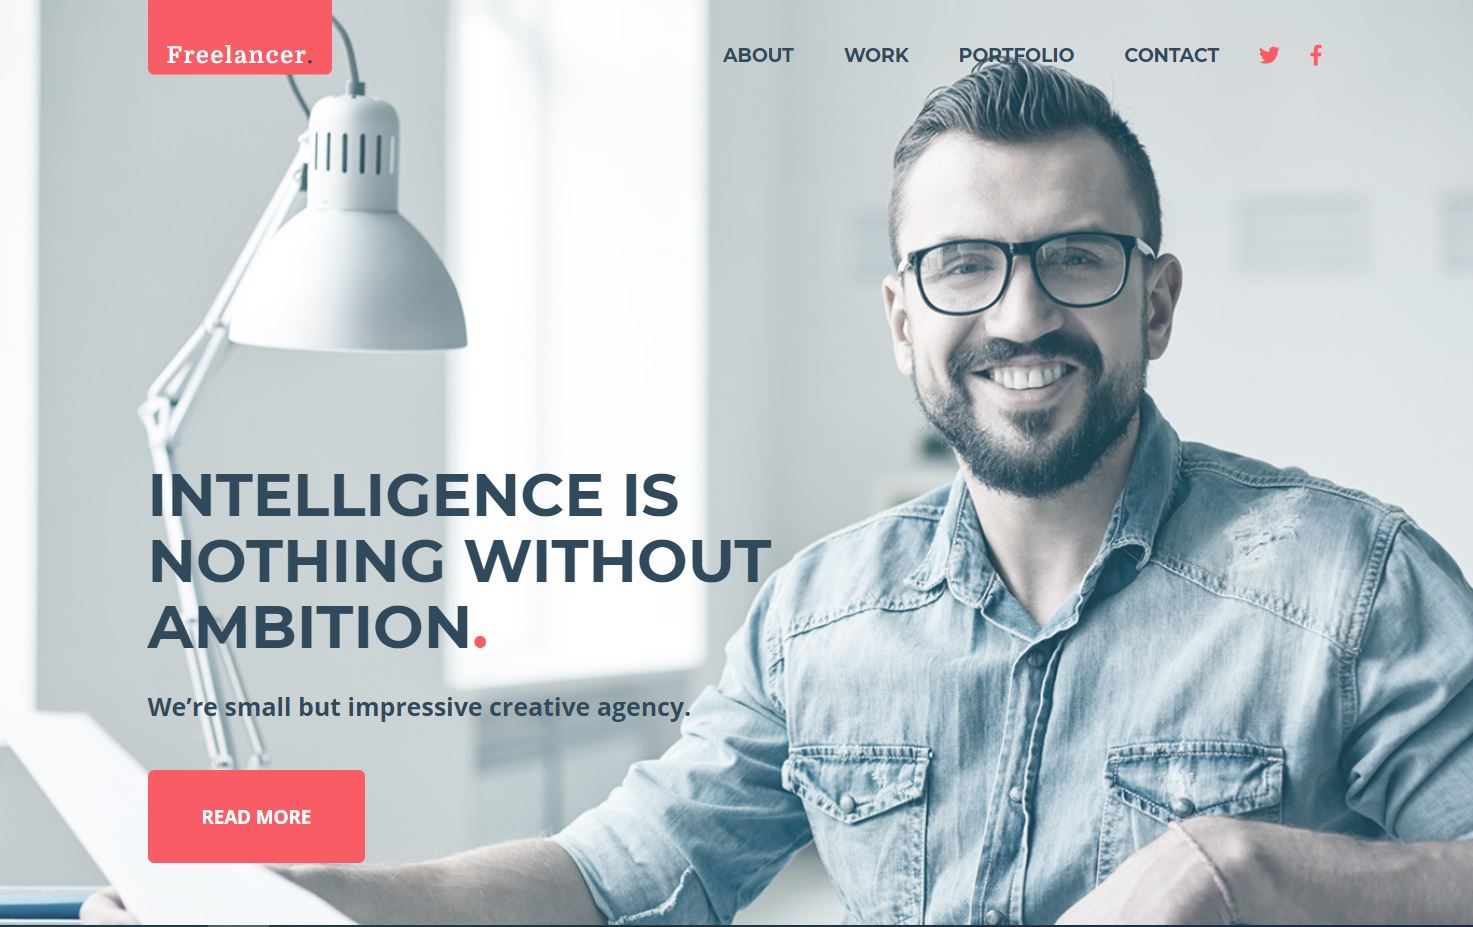 Freelancer.
ABOUT WORK PORTFOLIO CONTACT
INTELLIGENCE IS
NOTHING WITHOUT
AMBITION.
We’re small but impressive creative agency.
READ MORE